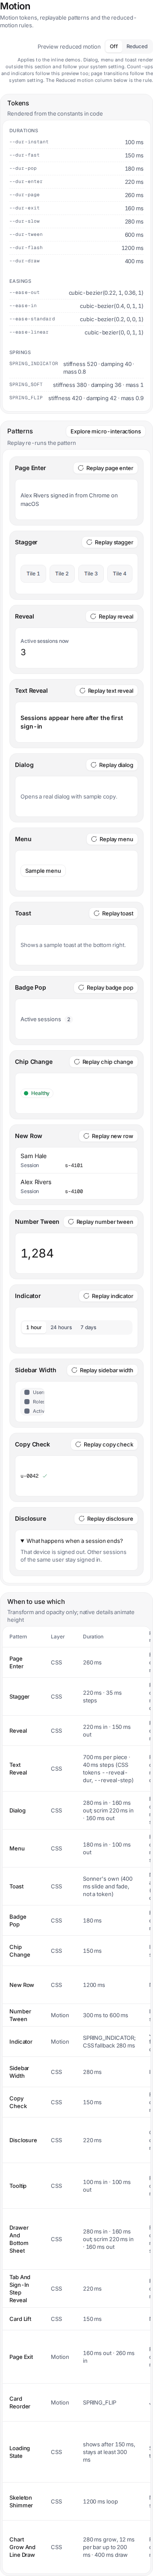 Motion
Motion tokens, replayable patterns and the reduced-
motion rules.
Preview reduced motion Off Reduced
Applies to the inline demos. Dialog, menu and toast render
outside this section and follow your system setting. Count-ups
and indicators follow this preview too; page transitions follow the
system setting. The Reduced motion column below is the rule.
Tokens
Rendered from the constants in code
DURATIONS
--dur-instant 100 ms
--dur-fast 150 ms
--dur-pop 180 ms
--dur-enter 220 ms
--dur-page 260 ms
--dur-exit 160 ms
--dur-slow 280 ms
--dur-tween 600 ms
--dur-flash 1200 ms
--dur-draw 400 ms
EASINGS
--ease-out cubic-bezier(0.22, 1, 0.36, 1)
--ease-in cubic-bezier(0.4, 0, 1, 1)
--ease-standard cubic-bezier(0.2, 0, 0, 1)
--ease-linear cubic-bezier(0, 0, 1, 1)
SPRINGS
SPRING_INDICATOR stiffness 520 · damping 40 ·
mass 0.8
SPRING_SOFT stiffness 380 · damping 36 · mass 1
SPRING_FLIP stiffness 420 · damping 42 · mass 0.9
Patterns
Explore micro-interactions
Replay re-runs the pattern
Page Enter
Replay page enter
Alex Rivers signed in from Chrome on
macOS
Stagger
Replay stagger
Tile 1 Tile 2 Tile 3 Tile 4
Reveal
Replay reveal
Active sessions now
3
Text Reveal
Replay text reveal
Sessions appear here after the first
sign-in
Dialog
Replay dialog
Opens a real dialog with sample copy.
Menu
Replay menu
Sample menu
Toast
Replay toast
Shows a sample toast at the bottom right.
Badge Pop
Replay badge pop
Active sessions 2
Chip Change
Replay chip change
Healthy
New Row
Replay new row
Sam Hale
Session s-4101
Alex Rivers
Session s-4100
Number Tween
Replay number tween
1,284
Indicator
Replay indicator
1 hour 24 hours 7 days
Sidebar Width
Replay sidebar width
Users
Roles
Activ
Copy Check
Replay copy check
u-0042
Disclosure
Replay disclosure
What happens when a session ends?
That device is signed out. Other sessions
of the same user stay signed in.
When to use which
Transform and opacity only; native details animate
height
Pattern Layer Duration
Page
Enter CSS 260 ms
Stagger CSS 220 ms · 35 ms
steps
Reveal CSS 220 ms in · 150 ms
out
Text
Reveal CSS 700 ms per piece ·
40 ms steps (CSS
tokens --reveal-
dur, --reveal-step)
Dialog CSS 280 ms in · 160 ms
out; scrim 220 ms in
· 160 ms out
Menu CSS 180 ms in · 100 ms
out
Toast CSS Sonner's own (400
ms slide and fade,
not a token)
Badge
Pop CSS 180 ms
Chip
Change CSS 150 ms
New Row CSS 1200 ms
Number
Tween Motion 300 ms to 600 ms
Indicator Motion SPRING_INDICATOR;
CSS fallback 280 ms
Sidebar
Width CSS 280 ms
Copy
Check CSS 150 ms
Disclosure CSS 220 ms
Tooltip CSS 100 ms in · 100 ms
out
Drawer
And
Bottom
Sheet CSS 280 ms in · 160 ms
out; scrim 220 ms in
· 160 ms out
Tab And
Sign-In
Step
Reveal CSS 220 ms
Card Lift CSS 150 ms
Page Exit Motion 160 ms out · 260 ms
in
Card
Reorder Motion SPRING_FLIP
Loading
State CSS shows after 150 ms,
stays at least 300
ms
Skeleton
Shimmer CSS 1200 ms loop
Chart
Grow And
Line Draw CSS 280 ms grow, 12 ms
per bar up to 200
ms · 400 ms draw